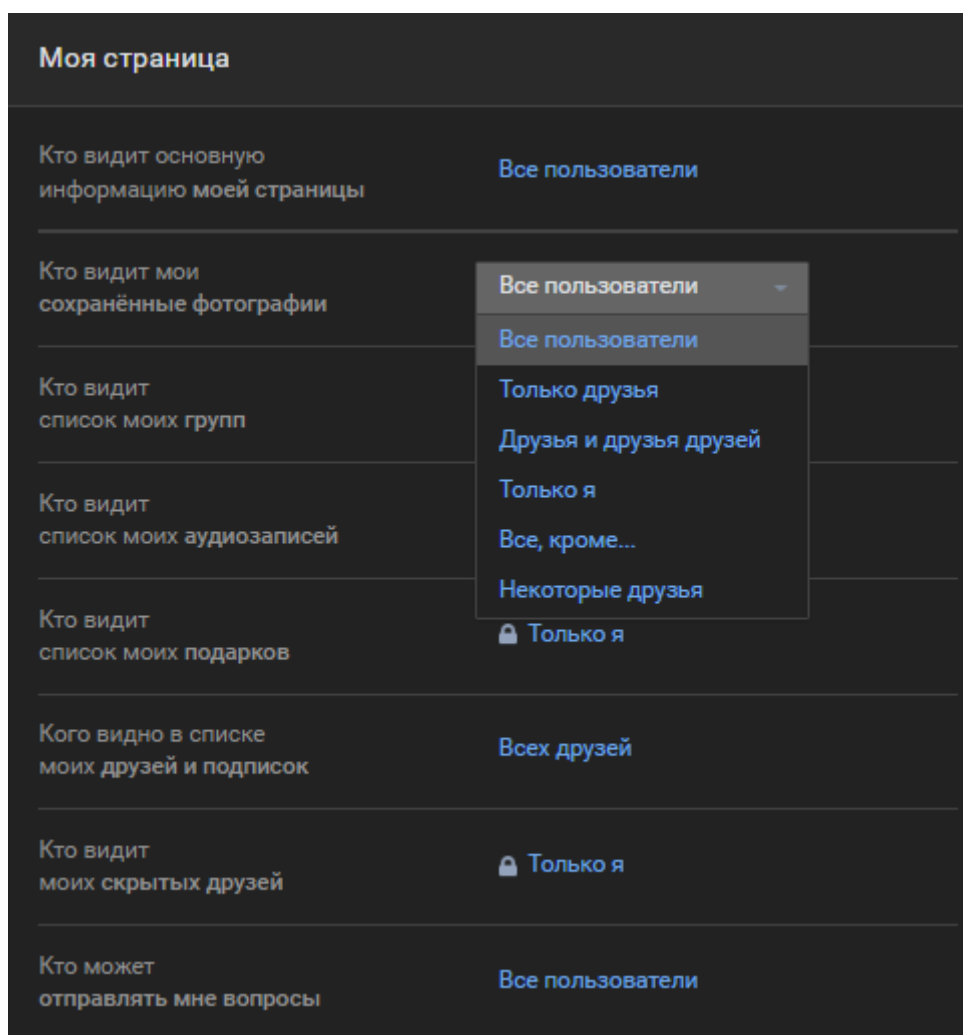 Моя страница
Кто видит основную
информацию моей страницы
Все пользователи
Кто видит мои
сохранённые фотографии
Все пользователи
Все пользователи
Только друзья
Друзья и друзья друзей
Только я
Все, кроме...
Некоторые друзья
Кто видит
список моих групп
Кто видит
список моих аудиозаписей
Кто видит
список моих подарков
Только я
Кого видно в списке
моих друзей и подписок
Всех друзей
Кто видит
моих скрытых друзей
Только я
Кто может
отправлять мне вопросы
Все пользователи